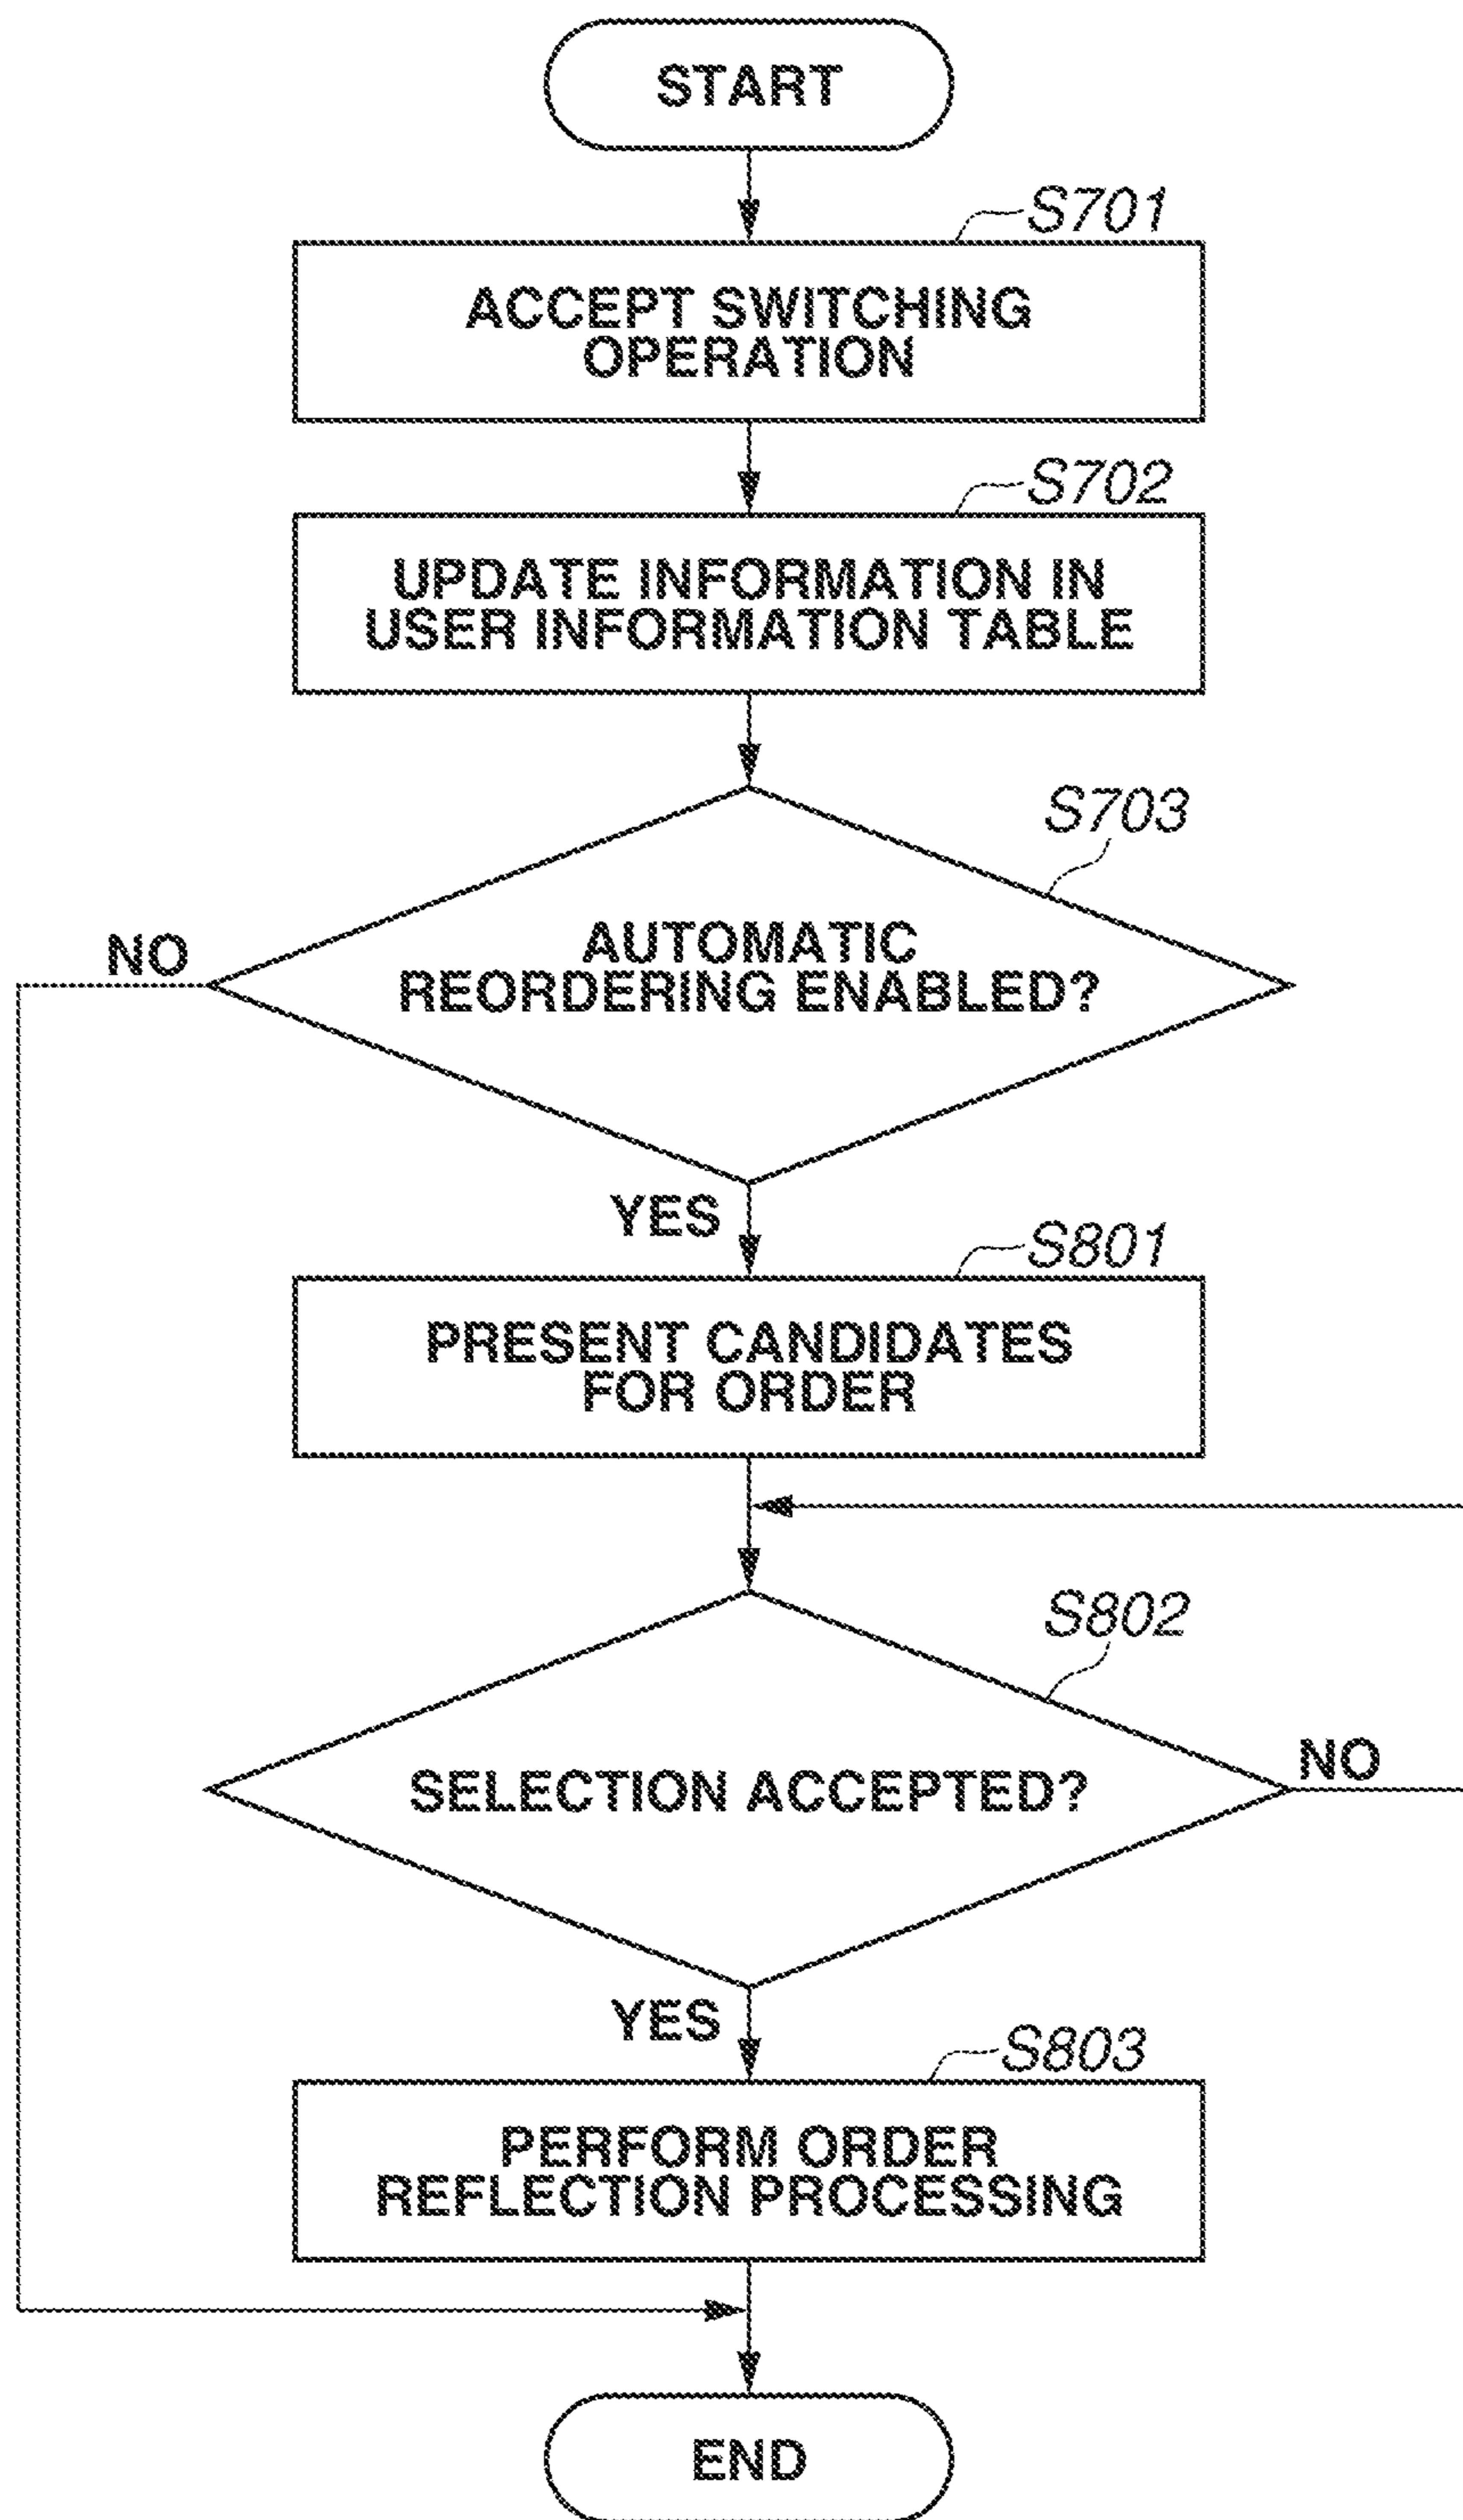 START
S701
ACCEPT SWITCHING
OPERATION
S702
UPDATE INFORMATION IN
USER INFORMATION TABLE
S703
NO
AUTOMATIC
REORDERING ENABLED?
YES
S801
PRESENT CANDIDATES
FOR ORDER
S802
NO
SELECTION ACCEPTED?
YES
S803
PERFORM ORDER
REFLECTION PROCESSING
END